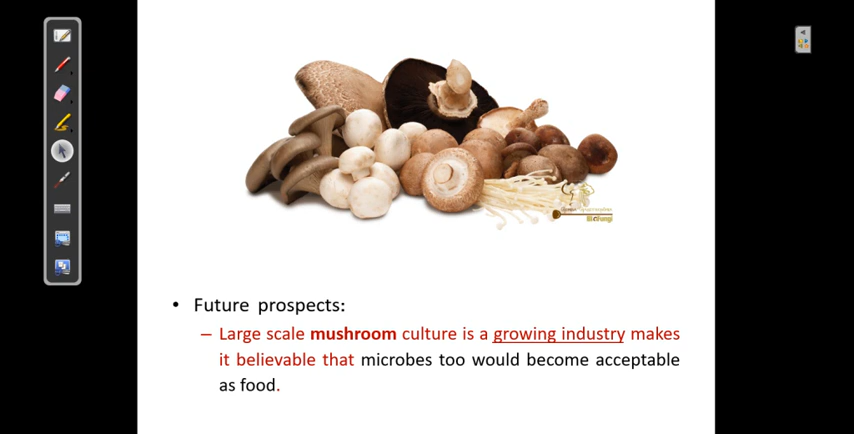 • Future prospects:
– Large scale mushroom culture is a growing industry makes
it believable that microbes too would become acceptable
as food.